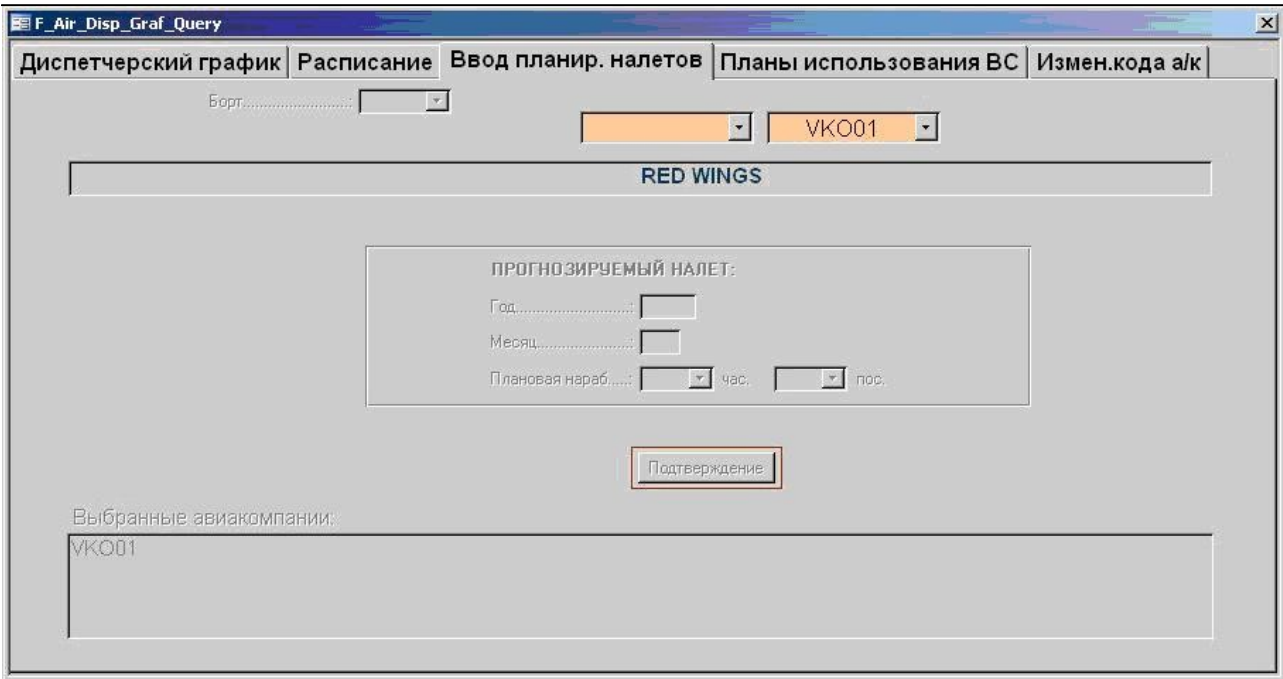 F_Air_Disp_Graf_Query
Диспетчерский график Расписание Ввод планир. налетов Планы использования ВС Измен.кода а/к
Борт..........................:
VKO01
RED WINGS
ПРОГНОЗИРУЕМЫЙ НАЛЕТ:
Год............................:
Месяц.......................:
Плановая нараб.....: час. пос.
Подтверждение
Выбранные авиакомпании:
VKO01